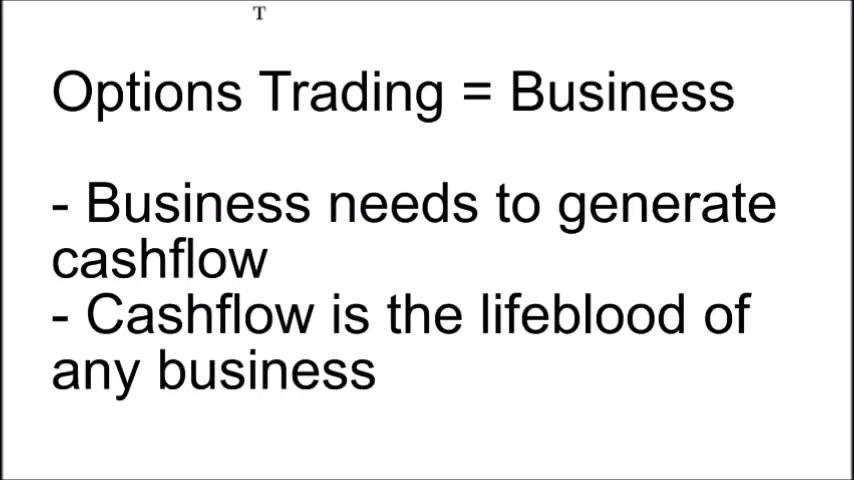 T
Options Trading = Business
- Business needs to generate
cashflow
- Cashflow is the lifeblood of
any business